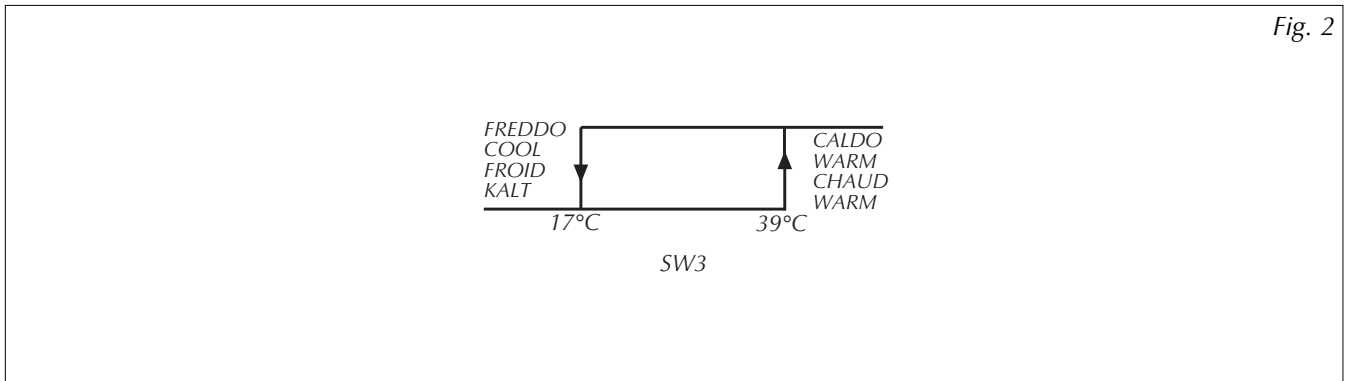 Fig. 2
FREDDO
COOL
FROID
KALT
CALDO
WARM
CHAUD
WARM
17°C
39°C
SW3